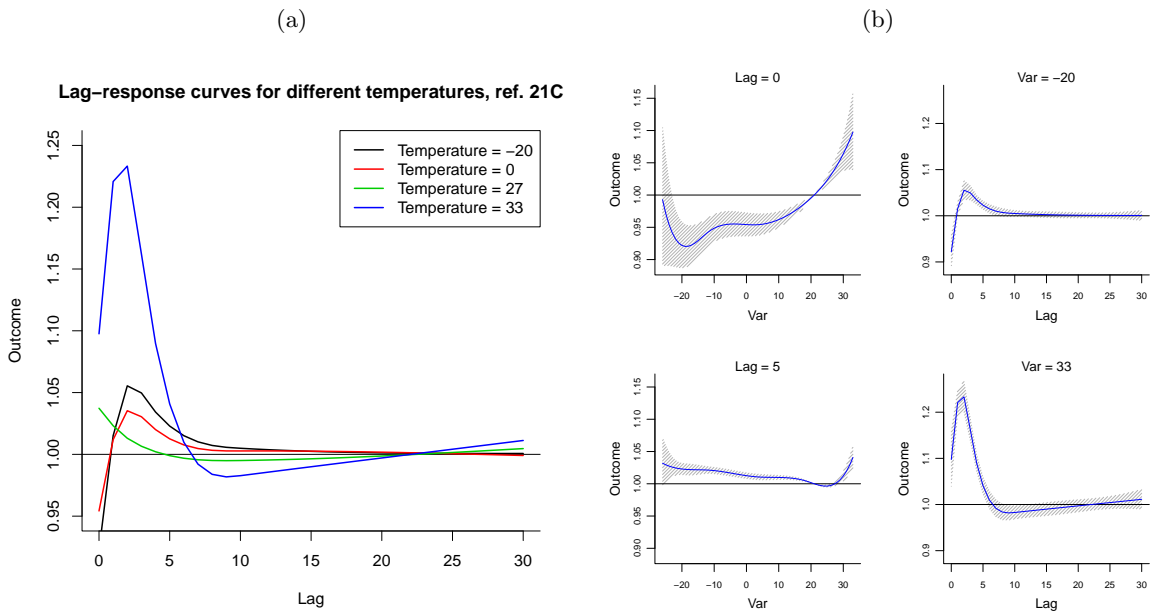 (a)
Lag−response curves for different temperatures, ref. 21C
Temperature = −20
Temperature = 0
Temperature = 27
Temperature = 33
Outcome
0.95 1.00 1.05 1.10 1.15 1.20 1.25
0 5 10 15 20 25 30
Lag
(b)
Lag = 0
Outcome
0.90 0.95 1.00 1.05 1.10 1.15
−20 −10 0 10 20 30
Var
Var = −20
Outcome
0.9 1.0 1.1 1.2
0 5 10 15 20 25 30
Lag
Lag = 5
Outcome
0.90 0.95 1.00 1.05 1.10 1.15
−20 −10 0 10 20 30
Var
Var = 33
Outcome
0.9 1.0 1.1 1.2
0 5 10 15 20 25 30
Lag